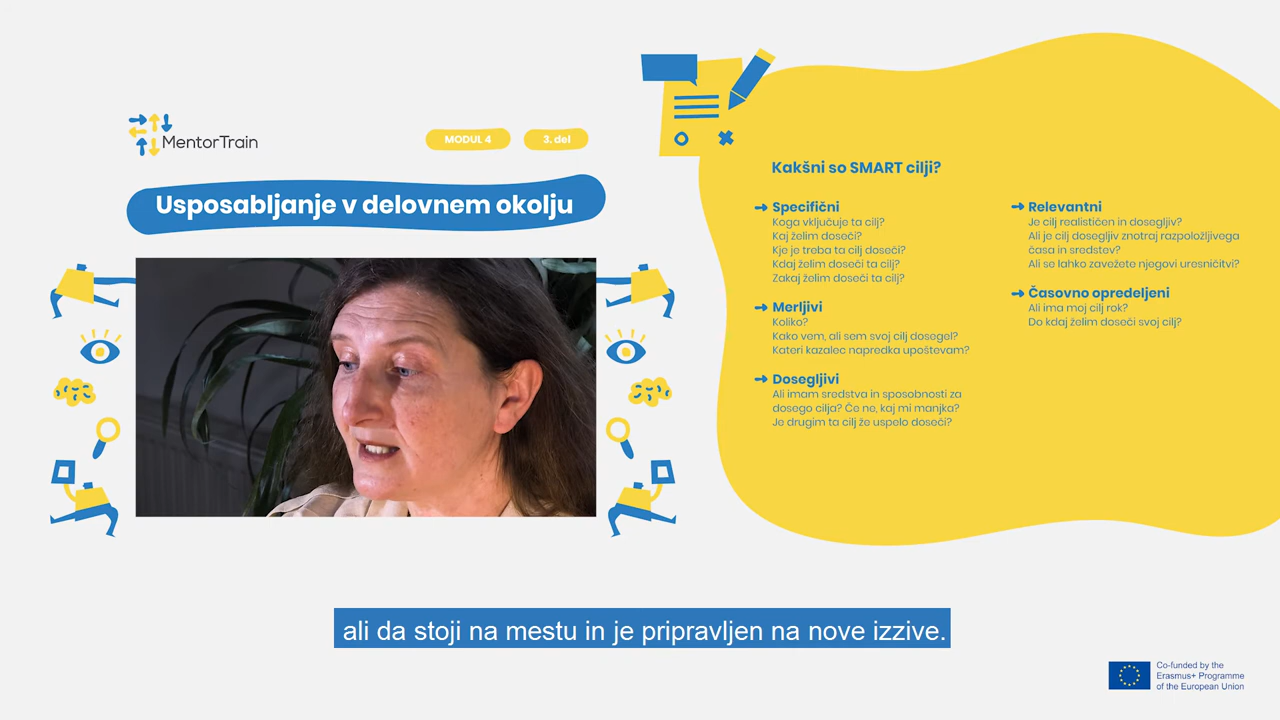 MentorTrain
MODUL 4
3. del
Usposabljanje v delovnem okolju
Kakšni so SMART cilji?
Specifični
Koga vključuje ta cilj?
Kaj želim doseči?
Kje je treba ta cilj doseči?
Kdaj želim doseči ta cilj?
Zakaj želim doseči ta cilj?
Merljivi
Koliko?
Kako vem, ali sem svoj cilj dosegel?
Kateri kazalec napredka upoštevam?
Dosegljivi
Ali imam sredstva in sposobnosti za
dosego cilja? Če ne, kaj mi manjka?
Je drugim ta cilj že uspelo doseči?
Relevantni
Je cilj realističen in dosegljiv?
Ali je cilj dosegljiv znotraj razpoložljivega
časa in sredstev?
Ali se lahko zavežete njegovi uresničitvi?
Časovno opredeljeni
Ali ima moj cilj rok?
Do kdaj želim doseči svoj cilj?
ali da stoji na mestu in je pripravljen na nove izzive.
Co-funded by the
Erasmus+ Programme
of the European Union